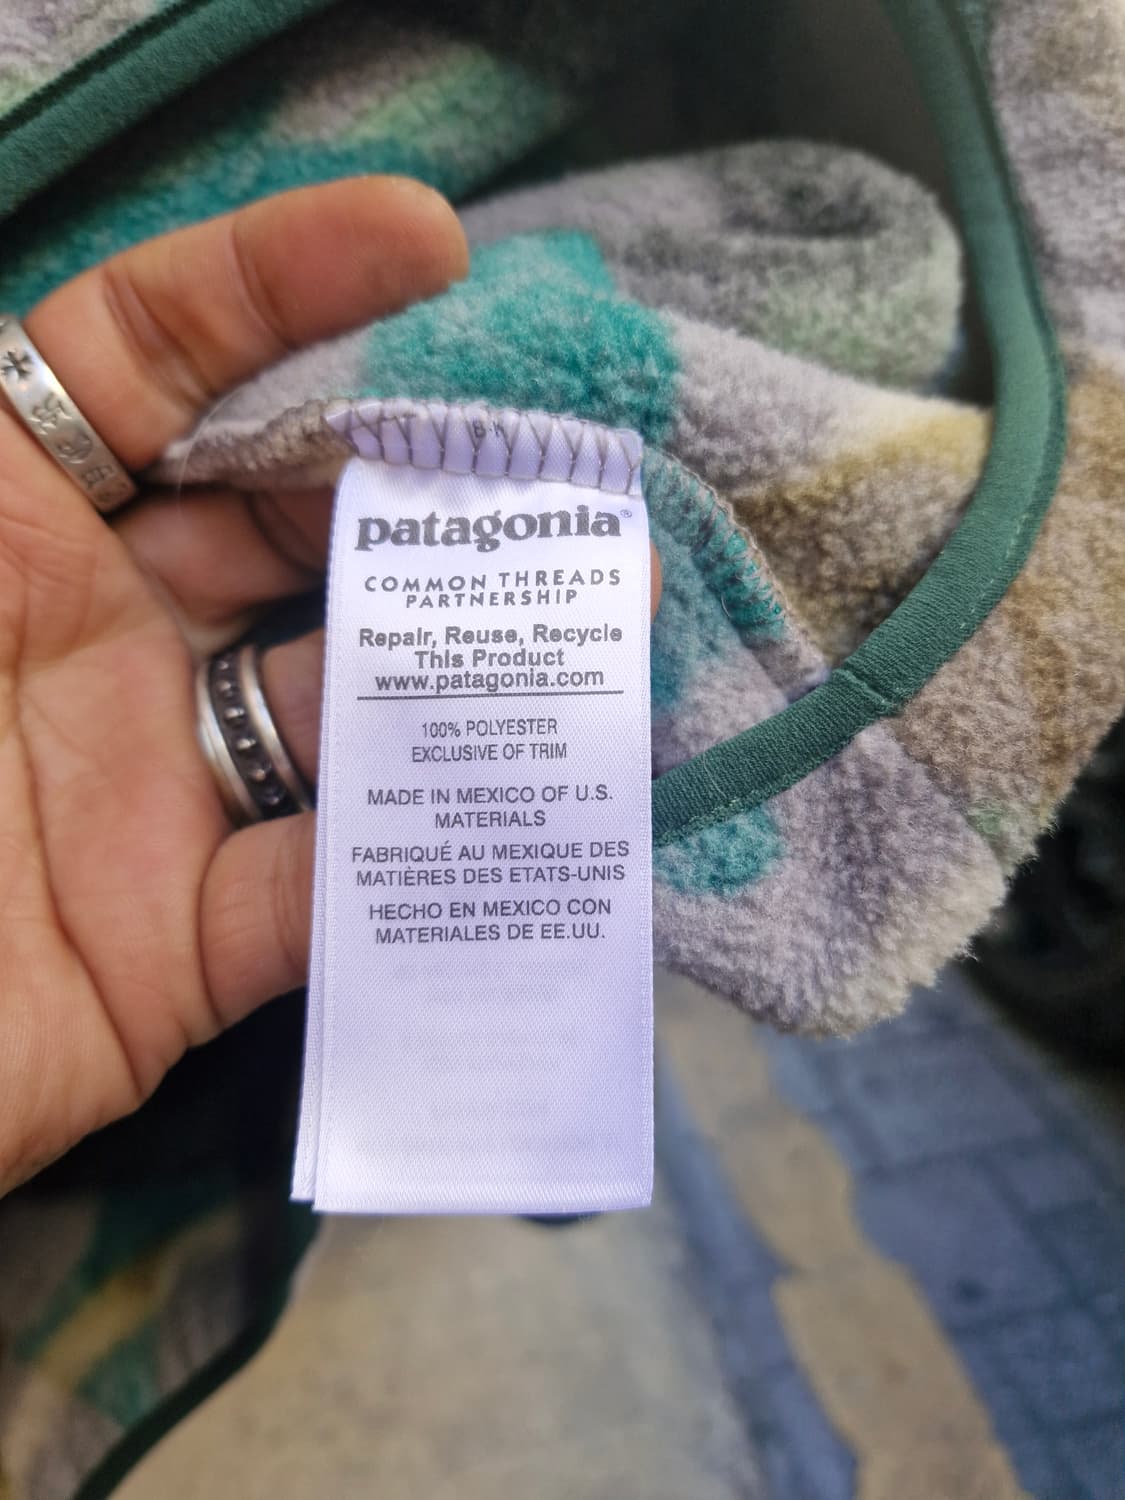 B-K
patagonia®
COMMON THREADS
PARTNERSHIP
Repair, Reuse, Recycle
This Product
www.patagonia.com
100% POLYESTER
EXCLUSIVE OF TRIM
MADE IN MEXICO OF U.S.
MATERIALS
FABRIQUÉ AU MEXIQUE DES
MATIÈRES DES ETATS-UNIS
HECHO EN MEXICO CON
MATERIALES DE EE.UU.